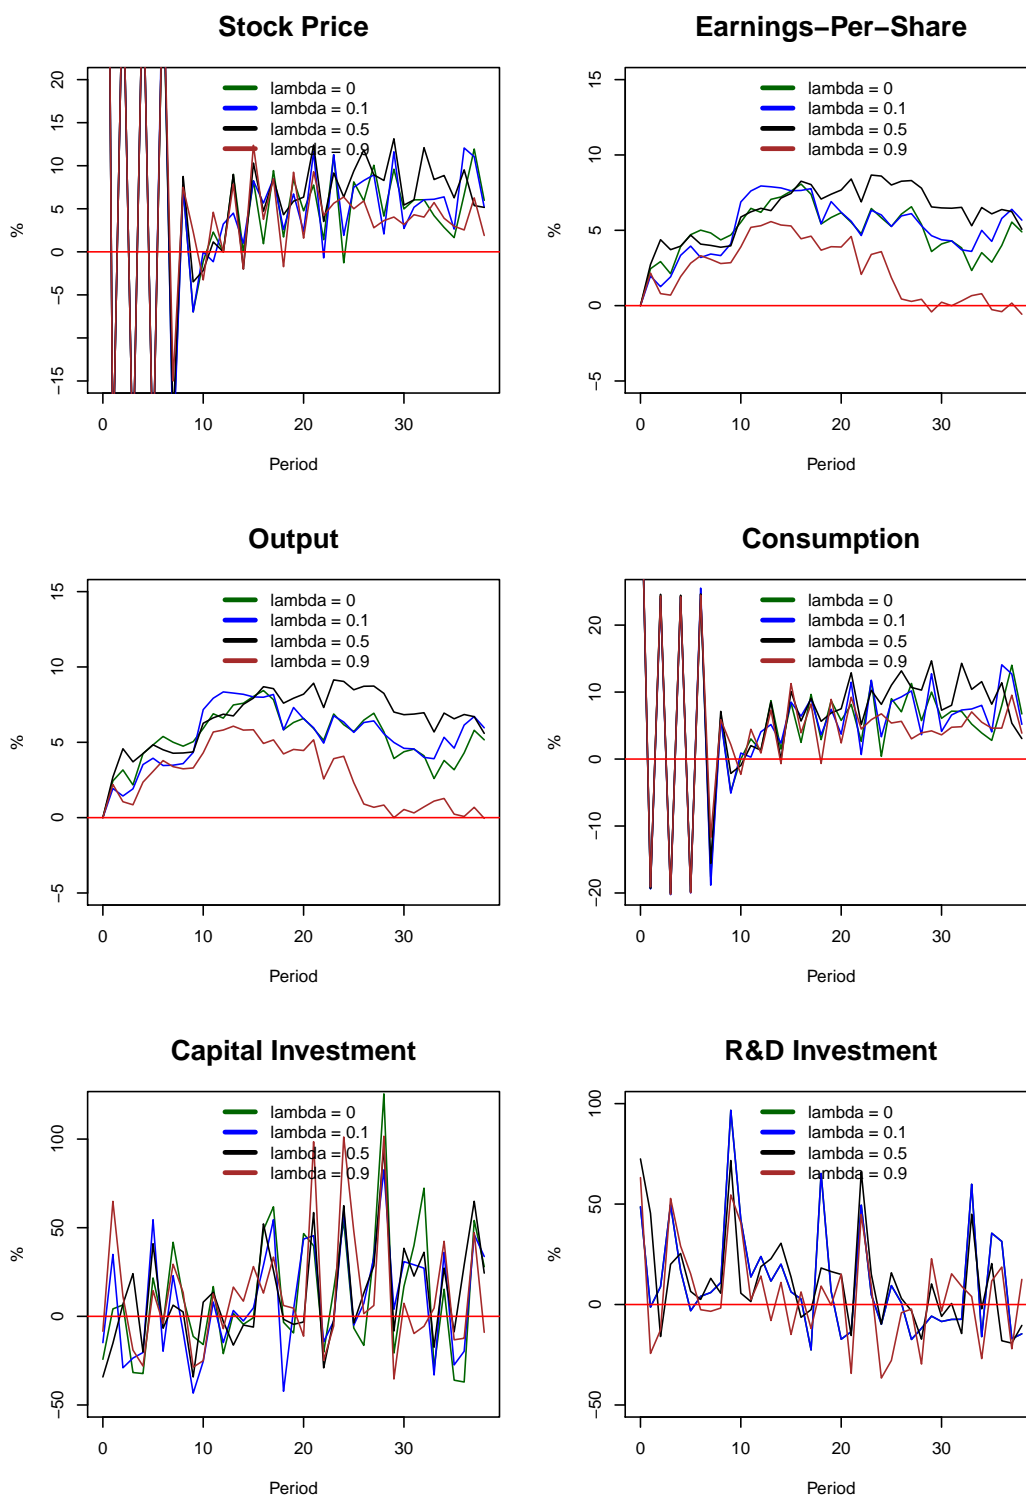 Stock Price
20
15
10
5
0
−5
−15
%
lambda = 0
lambda = 0.1
lambda = 0.5
lambda = 0.9
0 10 20 30
Period
Earnings−Per−Share
15
10
5
0
−5
%
lambda = 0
lambda = 0.1
lambda = 0.5
lambda = 0.9
0 10 20 30
Period
Output
15
10
5
0
−5
%
lambda = 0
lambda = 0.1
lambda = 0.5
lambda = 0.9
0 10 20 30
Period
Consumption
20
10
0
−10
−20
%
lambda = 0
lambda = 0.1
lambda = 0.5
lambda = 0.9
0 10 20 30
Period
Capital Investment
100
50
0
−50
%
lambda = 0
lambda = 0.1
lambda = 0.5
lambda = 0.9
0 10 20 30
Period
R&D Investment
100
50
0
−50
%
lambda = 0
lambda = 0.1
lambda = 0.5
lambda = 0.9
0 10 20 30
Period